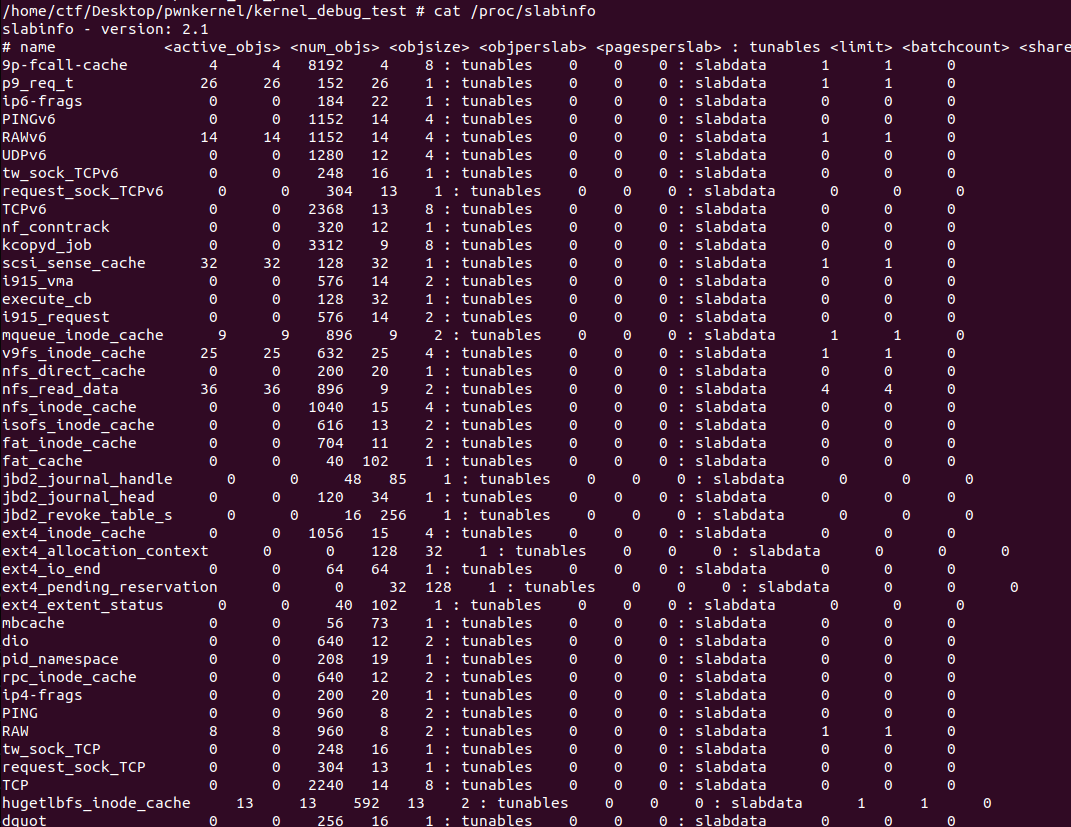 /home/ctf/Desktop/pwnkernel/kernel_debug_test # cat /proc/slabinfo
slabinfo - version: 2.1
# name            <active_objs> <num_objs> <objsize> <objperslab> <pagesperslab> : tunables <limit> <batchcount> <share
9p-fcall-cache         4      4   8192    4    8 : tunables    0    0    0 : slabdata      1      1      0
p9_req_t              26     26    152   26    1 : tunables    0    0    0 : slabdata      1      1      0
ip6-frags              0      0    184   22    1 : tunables    0    0    0 : slabdata      0      0      0
PINGv6                 0      0   1152   14    4 : tunables    0    0    0 : slabdata      0      0      0
RAWv6                 14     14   1152   14    4 : tunables    0    0    0 : slabdata      1      1      0
UDPv6                  0      0   1280   12    4 : tunables    0    0    0 : slabdata      0      0      0
tw_sock_TCPv6          0      0    248   16    1 : tunables    0    0    0 : slabdata      0      0      0
request_sock_TCPv6      0      0    304   13    1 : tunables    0    0    0 : slabdata      0      0      0
TCPv6                  0      0   2368   13    8 : tunables    0    0    0 : slabdata      0      0      0
nf_conntrack           0      0    320   12    1 : tunables    0    0    0 : slabdata      0      0      0
kcopyd_job             0      0   3312    9    8 : tunables    0    0    0 : slabdata      0      0      0
scsi_sense_cache      32     32    128   32    1 : tunables    0    0    0 : slabdata      1      1      0
i915_vma               0      0    576   14    2 : tunables    0    0    0 : slabdata      0      0      0
execute_cb             0      0    128   32    1 : tunables    0    0    0 : slabdata      0      0      0
i915_request           0      0    576   14    2 : tunables    0    0    0 : slabdata      0      0      0
mqueue_inode_cache      9      9    896    9    2 : tunables    0    0    0 : slabdata      1      1      0
v9fs_inode_cache      25     25    632   25    4 : tunables    0    0    0 : slabdata      1      1      0
nfs_direct_cache       0      0    200   20    1 : tunables    0    0    0 : slabdata      0      0      0
nfs_read_data         36     36    896    9    2 : tunables    0    0    0 : slabdata      4      4      0
nfs_inode_cache        0      0   1040   15    4 : tunables    0    0    0 : slabdata      0      0      0
isofs_inode_cache      0      0    616   13    2 : tunables    0    0    0 : slabdata      0      0      0
fat_inode_cache        0      0    704   11    2 : tunables    0    0    0 : slabdata      0      0      0
fat_cache              0      0     40  102    1 : tunables    0    0    0 : slabdata      0      0      0
jbd2_journal_handle      0      0     48   85    1 : tunables    0    0    0 : slabdata      0      0      0
jbd2_journal_head      0      0    120   34    1 : tunables    0    0    0 : slabdata      0      0      0
jbd2_revoke_table_s      0      0     16  256    1 : tunables    0    0    0 : slabdata      0      0      0
ext4_inode_cache       0      0   1056   15    4 : tunables    0    0    0 : slabdata      0      0      0
ext4_allocation_context      0      0    128   32    1 : tunables    0    0    0 : slabdata      0      0      0
ext4_io_end            0      0     64   64    1 : tunables    0    0    0 : slabdata      0      0      0
ext4_pending_reservation      0      0     32  128    1 : tunables    0    0    0 : slabdata      0      0      0
ext4_extent_status      0      0     40  102    1 : tunables    0    0    0 : slabdata      0      0      0
mbcache                0      0     56   73    1 : tunables    0    0    0 : slabdata      0      0      0
dio                    0      0    640   12    2 : tunables    0    0    0 : slabdata      0      0      0
pid_namespace          0      0    208   19    1 : tunables    0    0    0 : slabdata      0      0      0
rpc_inode_cache        0      0    640   12    2 : tunables    0    0    0 : slabdata      0      0      0
ip4-frags              0      0    200   20    1 : tunables    0    0    0 : slabdata      0      0      0
PING                   0      0    960    8    2 : tunables    0    0    0 : slabdata      0      0      0
RAW                    8      8    960    8    2 : tunables    0    0    0 : slabdata      1      1      0
tw_sock_TCP            0      0    248   16    1 : tunables    0    0    0 : slabdata      0      0      0
request_sock_TCP       0      0    304   13    1 : tunables    0    0    0 : slabdata      0      0      0
TCP                    0      0   2240   14    8 : tunables    0    0    0 : slabdata      0      0      0
hugetlbfs_inode_cache     13     13    592   13    2 : tunables    0    0    0 : slabdata      1      1      0
dquot                  0      0    256   16    1 : tunables    0    0    0 : slabdata      0      0      0